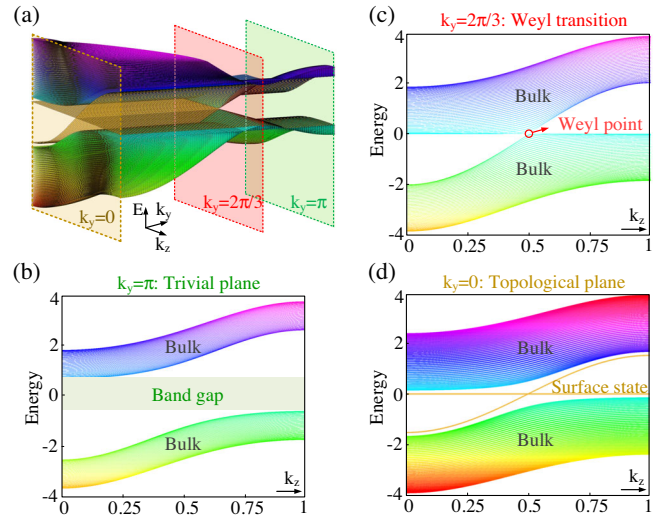 (a)
k_y=0
E
k_y
k_z
k_y=2π/3
k_y=π
(b)
k_y=π: Trivial plane
Energy
4
2
0
-2
-4
Bulk
Band gap
Bulk
k_z
0
0.25
0.5
0.75
1
(c)
k_y=2π/3: Weyl transition
Energy
4
2
0
-2
-4
Bulk
Weyl point
Bulk
k_z
0
0.25
0.5
0.75
1
(d)
k_y=0: Topological plane
Energy
4
2
0
-2
-4
Bulk
Surface state
Bulk
k_z
0
0.25
0.5
0.75
1